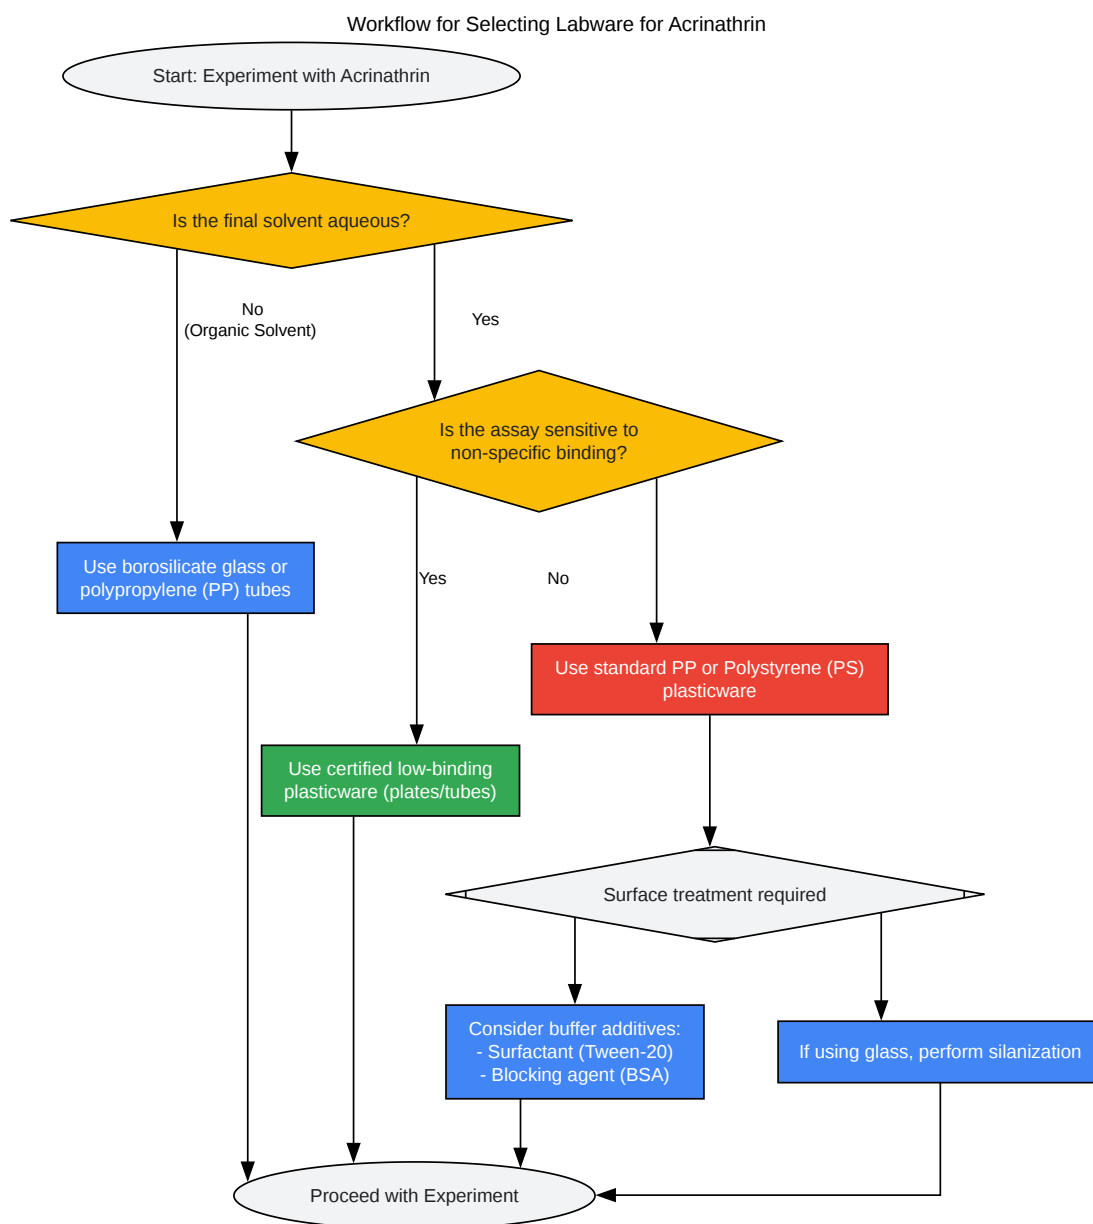 Workflow for Selecting Labware for Acrinathrin
Start: Experiment with Acrinathrin
Is the final solvent aqueous?
No
(Organic Solvent)
Yes
Is the assay sensitive to
non-specific binding?
Use borosilicate glass or
polypropylene (PP) tubes
Yes
No
Use standard PP or Polystyrene (PS)
plasticware
Use certified low-binding
plasticware (plates/tubes)
Surface treatment required
Consider buffer additives:
- Surfactant (Tween-20)
- Blocking agent (BSA)
If using glass, perform silanization
Proceed with Experiment